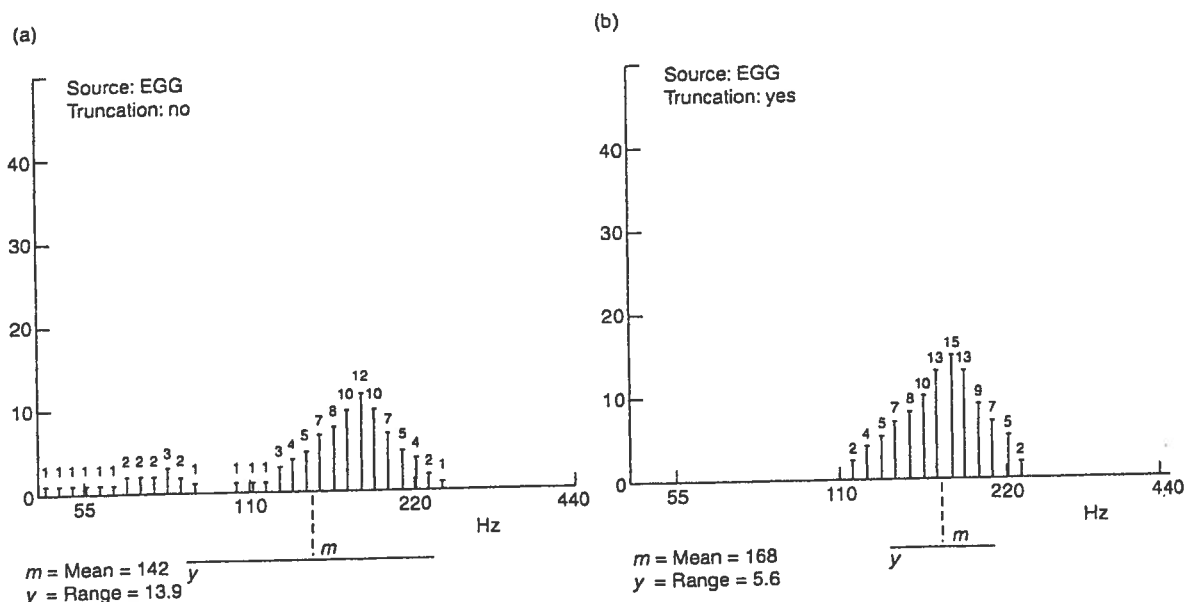 (a)
Source: EGG
Truncation: no
40
30
20
10
0
1 1 1 1 1 1 2 2 2 3 2 1 1 1 1 3 4 5 7 8 10 12 10 7 5 4 2 1
55 110 220 440
Hz
m
y
m = Mean = 142
y = Range = 13.9
(b)
Source: EGG
Truncation: yes
40
30
20
10
0
2 4 5 7 8 10 13 15 13 9 7 5 2
55 110 220 440
Hz
m
y
m = Mean = 168
y = Range = 5.6